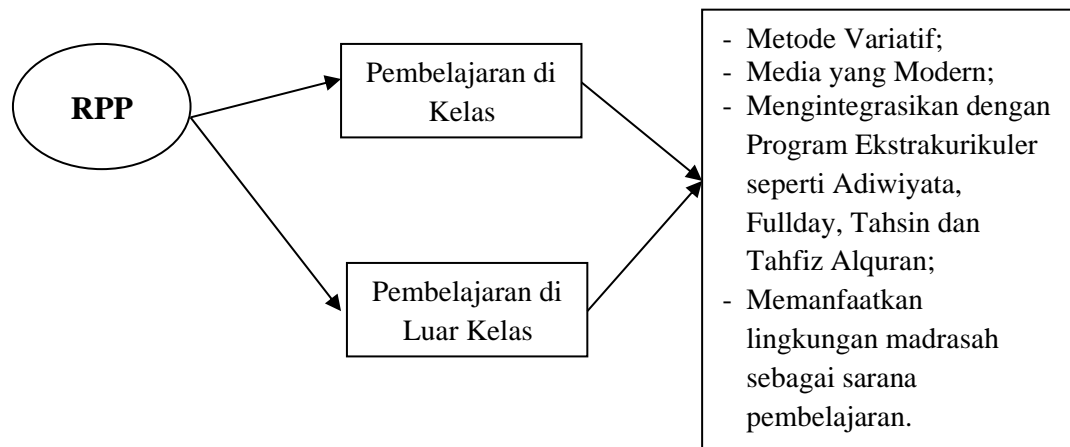 RPP
Pembelajaran di
Kelas
Pembelajaran di
Luar Kelas
- Metode Variatif;
- Media yang Modern;
- Mengintegrasikan dengan
Program Ekstrakurikuler
seperti Adiwiyata,
Fullday, Tahsin dan
Tahfiz Alquran;
- Memanfaatkan
lingkungan madrasah
sebagai sarana
pembelajaran.